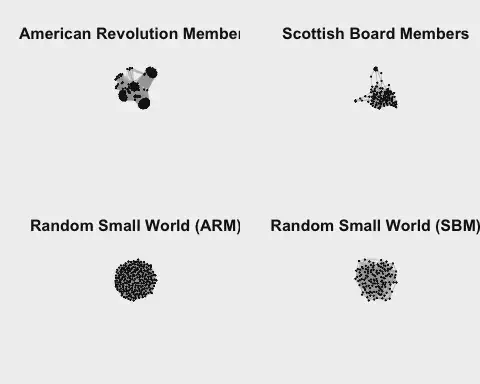 American Revolution Member
Scottish Board Members
Random Small World (ARM)
Random Small World (SBM)